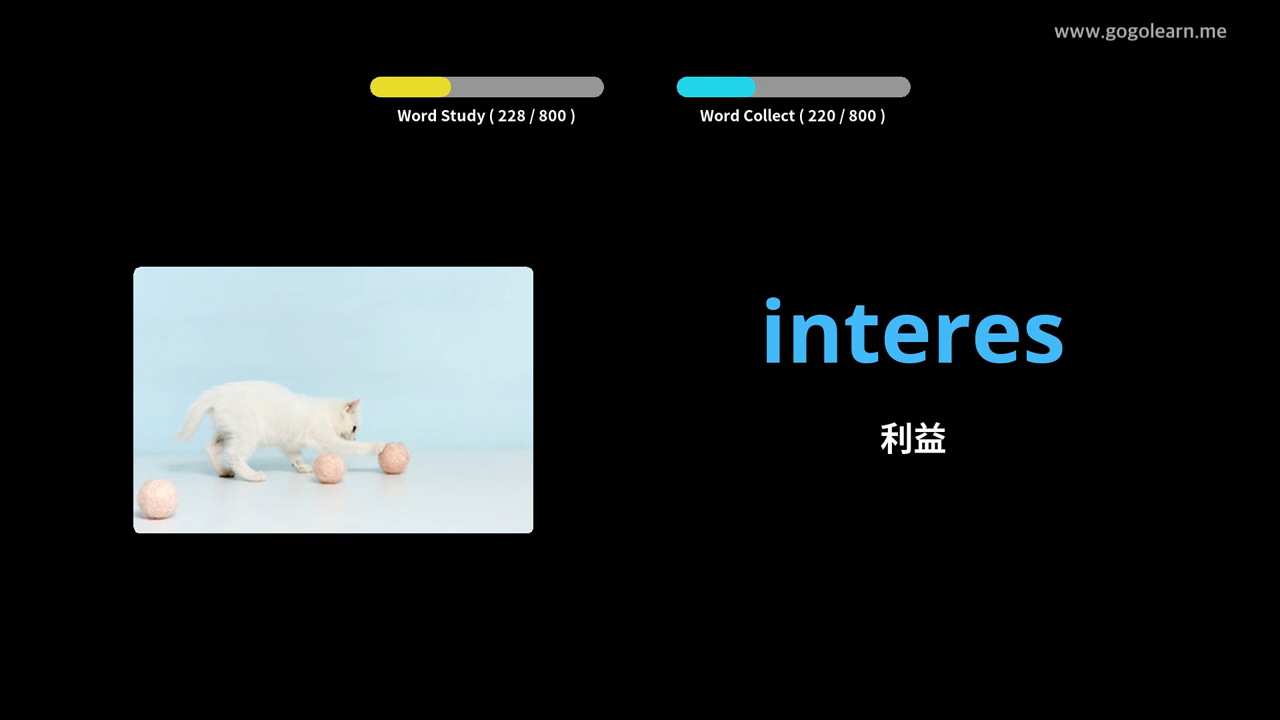 www.gogolearn.me
Word Study ( 228 / 800 )
Word Collect ( 220 / 800 )
interes
利益